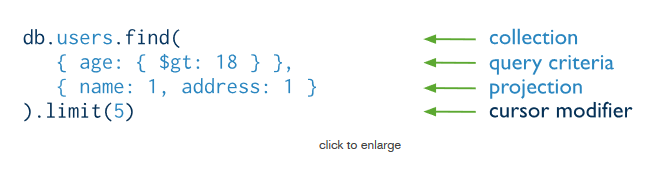 db.users.find( collection
{ age: { $gt: 18 } }, query criteria
{ name: 1, address: 1 } projection
).limit(5) cursor modifier
click to enlarge